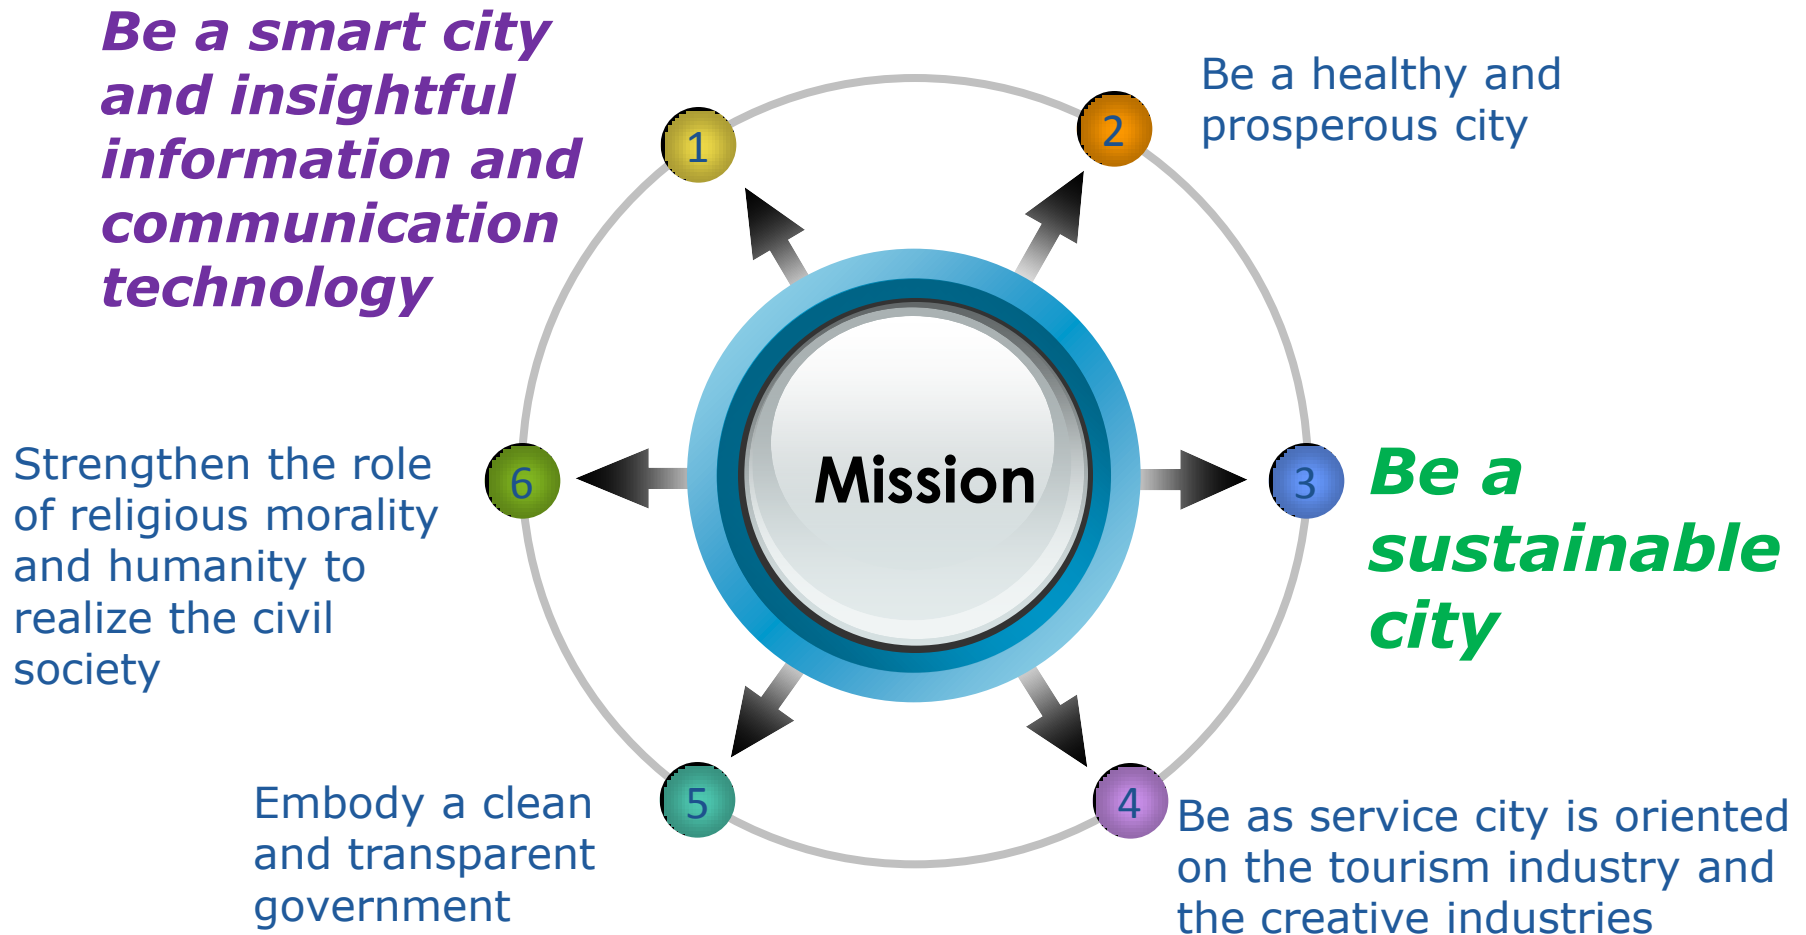 Be a smart city
and insightful
information and
communication
technology
1
2
Be a healthy and
prosperous city
Mission
3
Be a
sustainable
city
4
Be as service city is oriented
on the tourism industry and
the creative industries
5
Embody a clean
and transparent
government
6
Strengthen the role
of religious morality
and humanity to
realize the civil
society